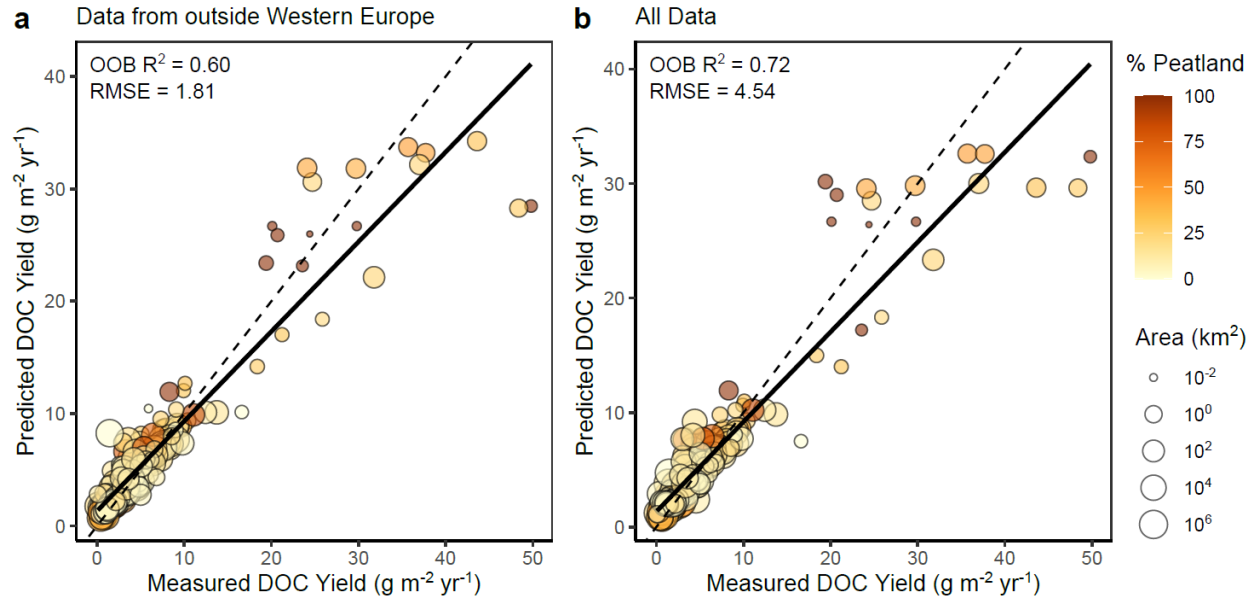 a Data from outside Western Europe
OOB R² = 0.60
RMSE = 1.81
Predicted DOC Yield (g m⁻² yr⁻¹)
40
30
20
10
0
0 10 20 30 40 50
Measured DOC Yield (g m⁻² yr⁻¹)
b All Data
OOB R² = 0.72
RMSE = 4.54
Predicted DOC Yield (g m⁻² yr⁻¹)
40
30
20
10
0
0 10 20 30 40 50
Measured DOC Yield (g m⁻² yr⁻¹)
% Peatland
100
75
50
25
0
Area (km²)
10⁻²
10⁰
10²
10⁴
10⁶